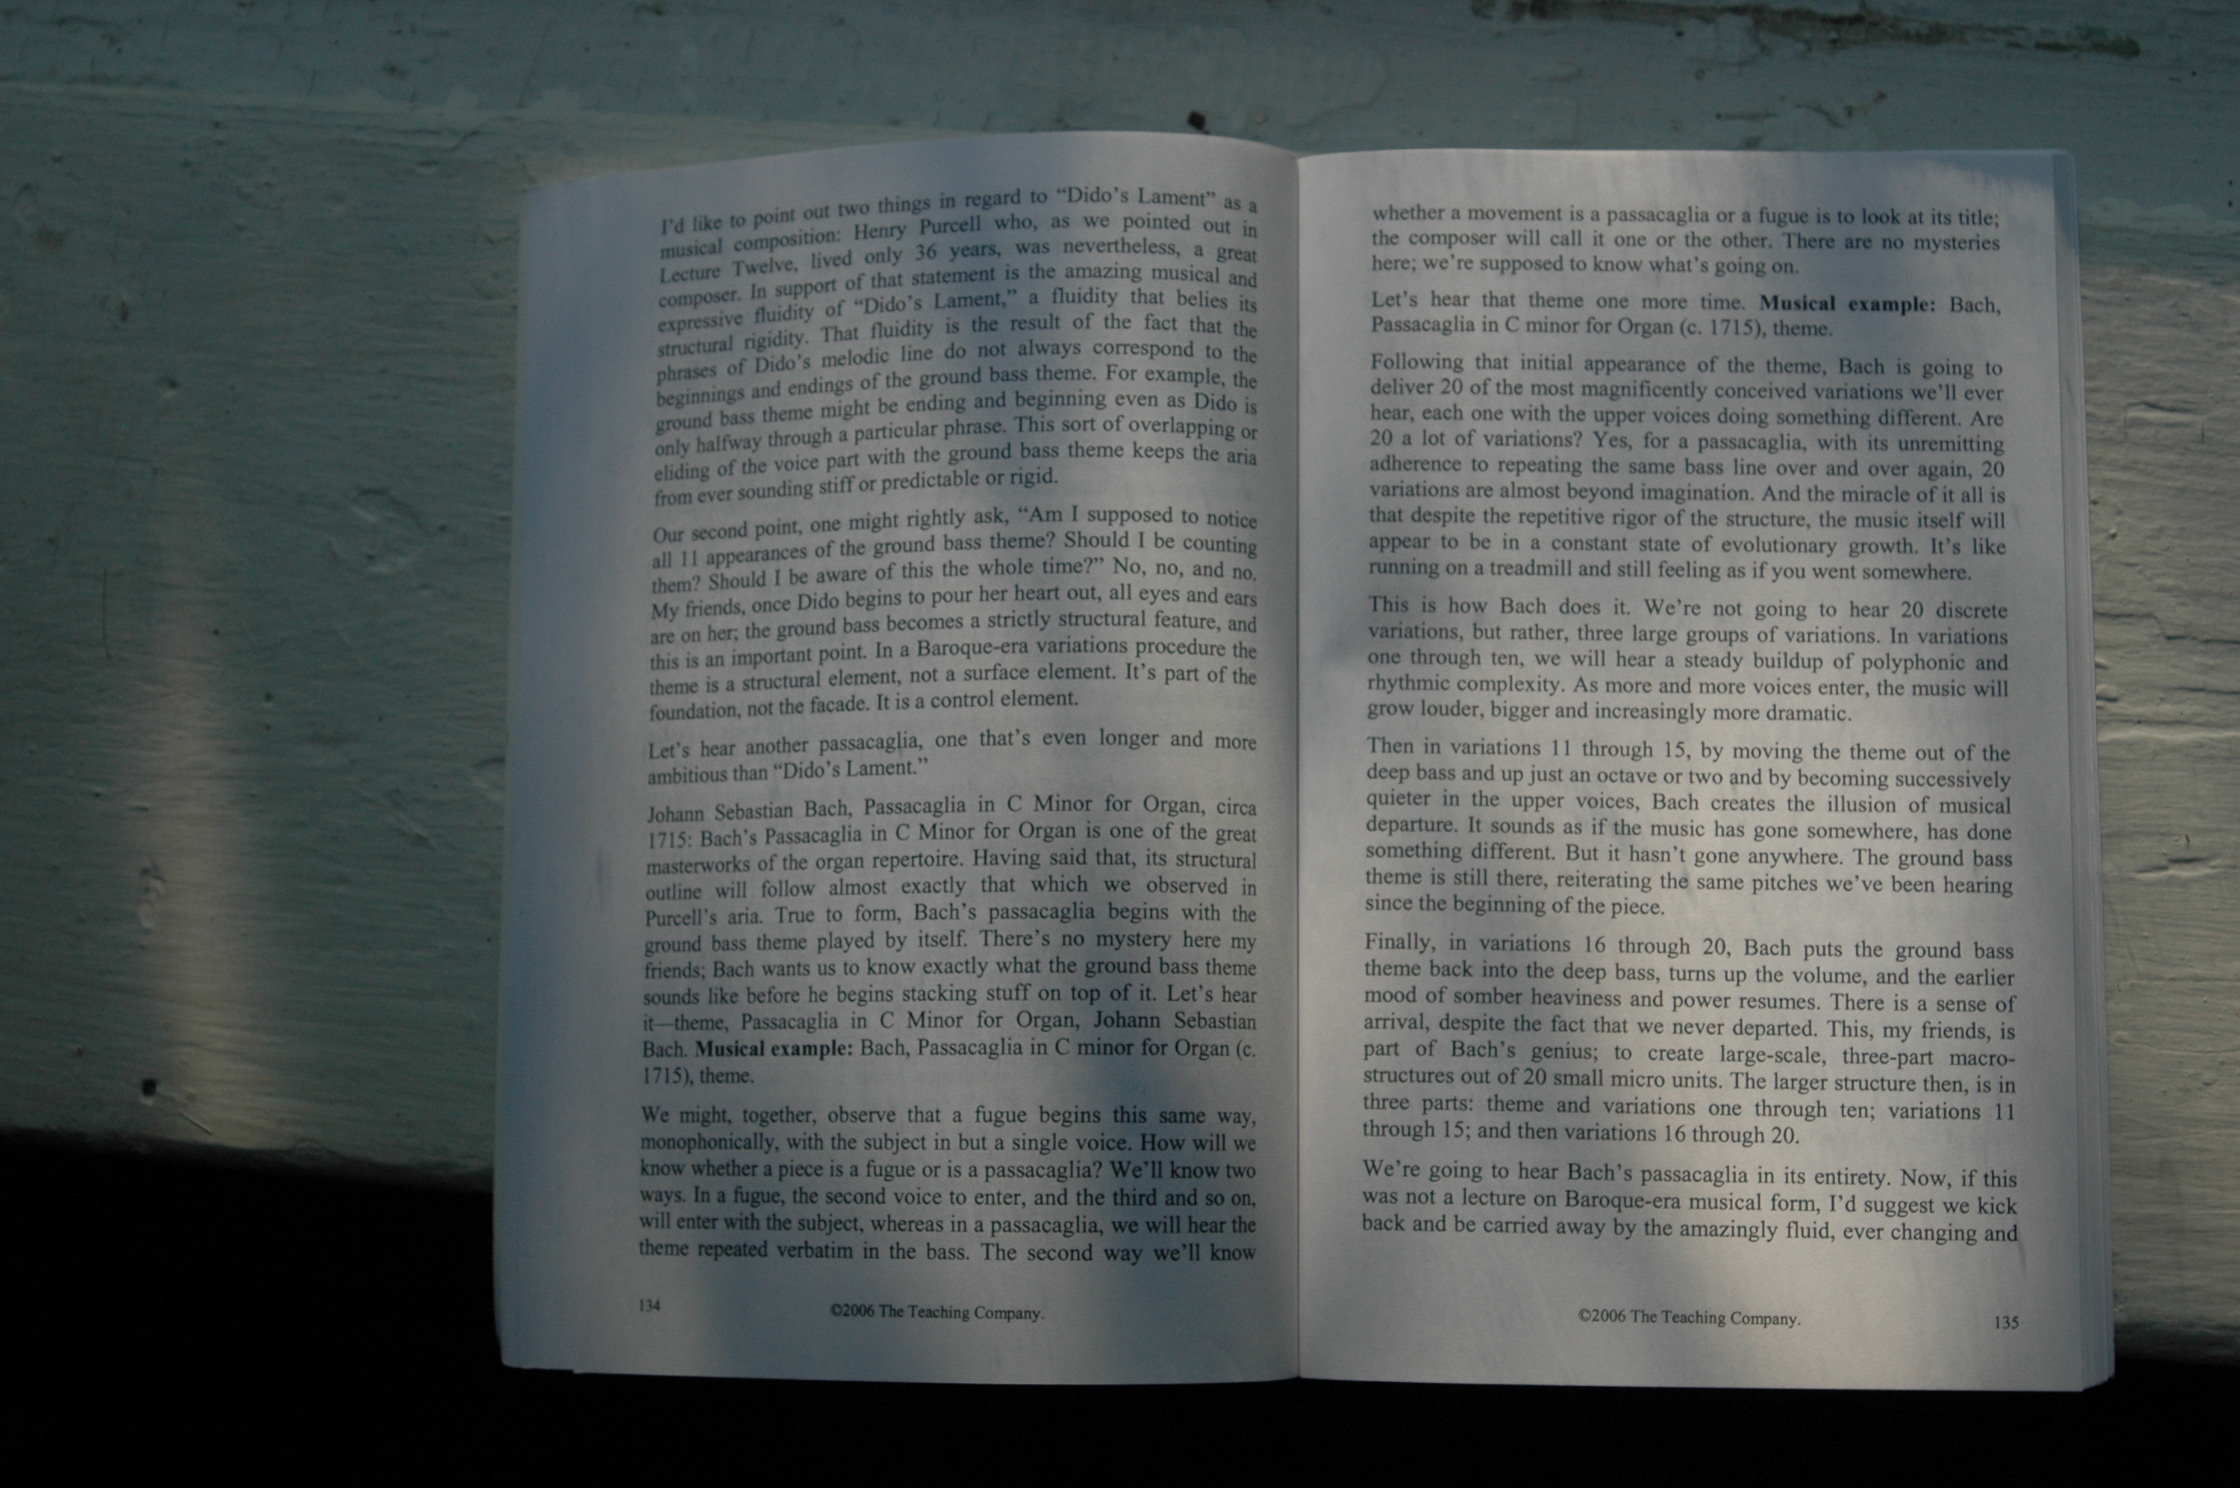 I'd like to point out two things in regard to “Dido's Lament” as a
musical composition: Henry Purcell who, as we pointed out in
Lecture Twelve, lived only 36 years, was nevertheless, a great
composer. In support of that statement is the amazing musical and
expressive fluidity of “Dido's Lament,” a fluidity that belies its
structural rigidity. That fluidity is the result of the fact that the
phrases of Dido's melodic line do not always correspond to the
beginnings and endings of the ground bass theme. For example, the
ground bass theme might be ending and beginning even as Dido is
only halfway through a particular phrase. This sort of overlapping or
eliding of the voice part with the ground bass theme keeps the aria
from ever sounding stiff or predictable or rigid.
Our second point, one might rightly ask, “Am I supposed to notice
all 11 appearances of the ground bass theme? Should I be counting
them? Should I be aware of this the whole time?” No, no, and no.
My friends, once Dido begins to pour her heart out, all eyes and ears
are on her; the ground bass becomes a strictly structural feature, and
this is an important point. In a Baroque-era variations procedure the
theme is a structural element, not a surface element. It's part of the
foundation, not the facade. It is a control element.
Let's hear another passacaglia, one that's even longer and more
ambitious than “Dido's Lament.”
Johann Sebastian Bach, Passacaglia in C Minor for Organ, circa
1715: Bach's Passacaglia in C Minor for Organ is one of the great
masterworks of the organ repertoire. Having said that, its structural
outline will follow almost exactly that which we observed in
Purcell's aria. True to form, Bach's passacaglia begins with the
ground bass theme played by itself. There's no mystery here my
friends; Bach wants us to know exactly what the ground bass theme
sounds like before he begins stacking stuff on top of it. Let's hear
it—theme, Passacaglia in C Minor for Organ, Johann Sebastian
Bach. Musical example: Bach, Passacaglia in C minor for Organ (c.
1715), theme.
We might, together, observe that a fugue begins this same way,
monophonically, with the subject in but a single voice. How will we
know whether a piece is a fugue or is a passacaglia? We'll know two
ways. In a fugue, the second voice to enter, and the third and so on,
will enter with the subject, whereas in a passacaglia, we will hear the
theme repeated verbatim in the bass. The second way we'll know
134
©2006 The Teaching Company.
whether a movement is a passacaglia or a fugue is to look at its title;
the composer will call it one or the other. There are no mysteries
here; we're supposed to know what's going on.
Let's hear that theme one more time. Musical example: Bach,
Passacaglia in C minor for Organ (c. 1715), theme.
Following that initial appearance of the theme, Bach is going to
deliver 20 of the most magnificently conceived variations we'll ever
hear, each one with the upper voices doing something different. Are
20 a lot of variations? Yes, for a passacaglia, with its unremitting
adherence to repeating the same bass line over and over again, 20
variations are almost beyond imagination. And the miracle of it all is
that despite the repetitive rigor of the structure, the music itself will
appear to be in a constant state of evolutionary growth. It's like
running on a treadmill and still feeling as if you went somewhere.
This is how Bach does it. We're not going to hear 20 discrete
variations, but rather, three large groups of variations. In variations
one through ten, we will hear a steady buildup of polyphonic and
rhythmic complexity. As more and more voices enter, the music will
grow louder, bigger and increasingly more dramatic.
Then in variations 11 through 15, by moving the theme out of the
deep bass and up just an octave or two and by becoming successively
quieter in the upper voices, Bach creates the illusion of musical
departure. It sounds as if the music has gone somewhere, has done
something different. But it hasn't gone anywhere. The ground bass
theme is still there, reiterating the same pitches we've been hearing
since the beginning of the piece.
Finally, in variations 16 through 20, Bach puts the ground bass
theme back into the deep bass, turns up the volume, and the earlier
mood of somber heaviness and power resumes. There is a sense of
arrival, despite the fact that we never departed. This, my friends, is
part of Bach's genius; to create large-scale, three-part macro-
structures out of 20 small micro units. The larger structure then, is in
three parts: theme and variations one through ten; variations 11
through 15; and then variations 16 through 20.
We're going to hear Bach's passacaglia in its entirety. Now, if this
was not a lecture on Baroque-era musical form, I'd suggest we kick
back and be carried away by the amazingly fluid, ever changing and
©2006 The Teaching Company.
135